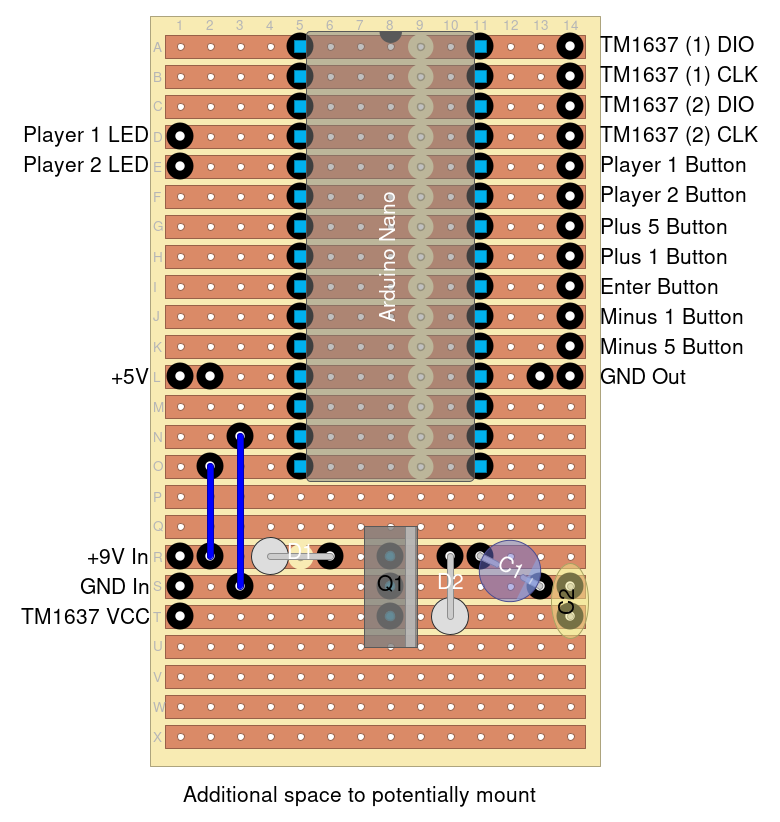 1 2 3 4 5 6 7 8 9 10 11 12 13 14
A TM1637 (1) DIO
B TM1637 (1) CLK
C TM1637 (2) DIO
Player 1 LED D TM1637 (2) CLK
Player 2 LED E Player 1 Button
F Player 2 Button
G Plus 5 Button
H Plus 1 Button
I Enter Button
J Minus 1 Button
K Minus 5 Button
+5V L GND Out
M
N
O
Arduino Nano
P
Q
+9V In R D1 C1
GND In S Q1 D2 C2
TM1637 VCC T
U
V
W
X
Additional space to potentially mount